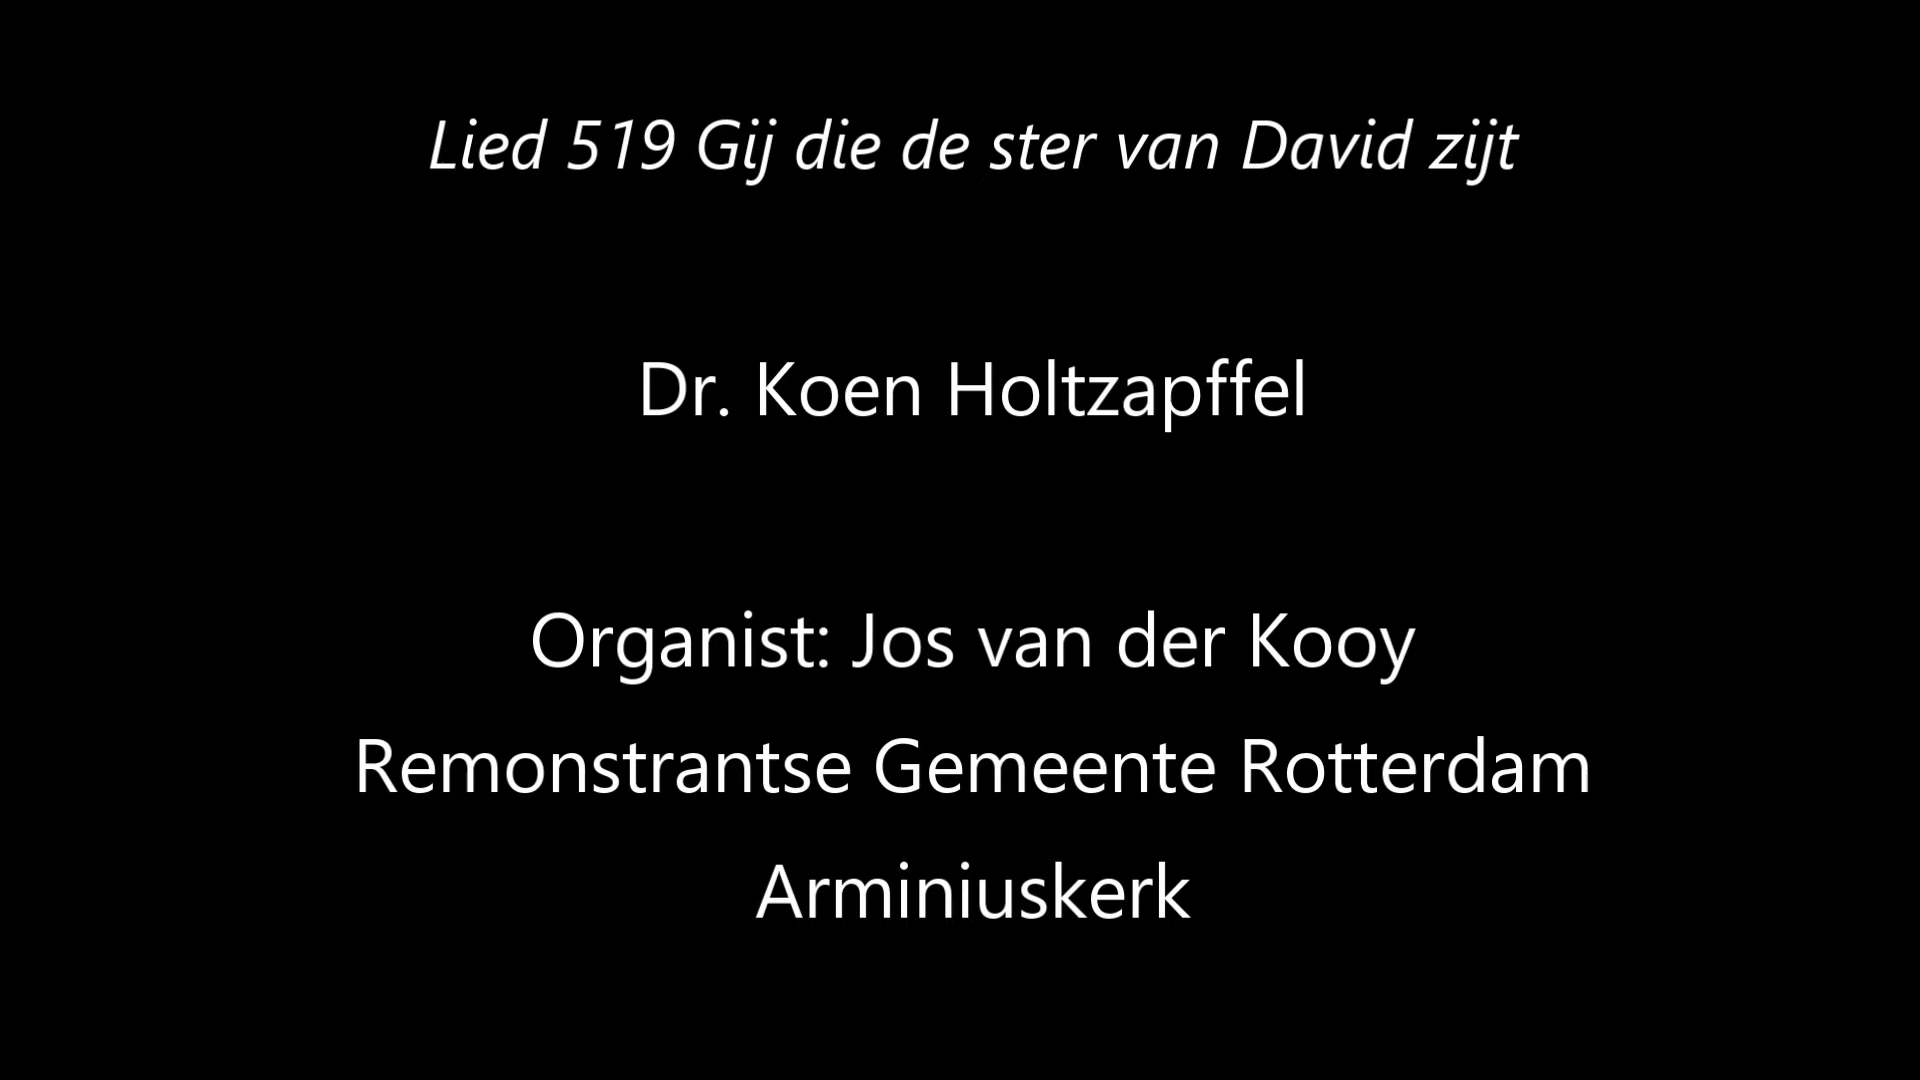 Lied 519 Gij die de ster van David zijt
Dr. Koen Holtzapffel
Organist: Jos van der Kooy
Remonstrantse Gemeente Rotterdam
Arminiuskerk